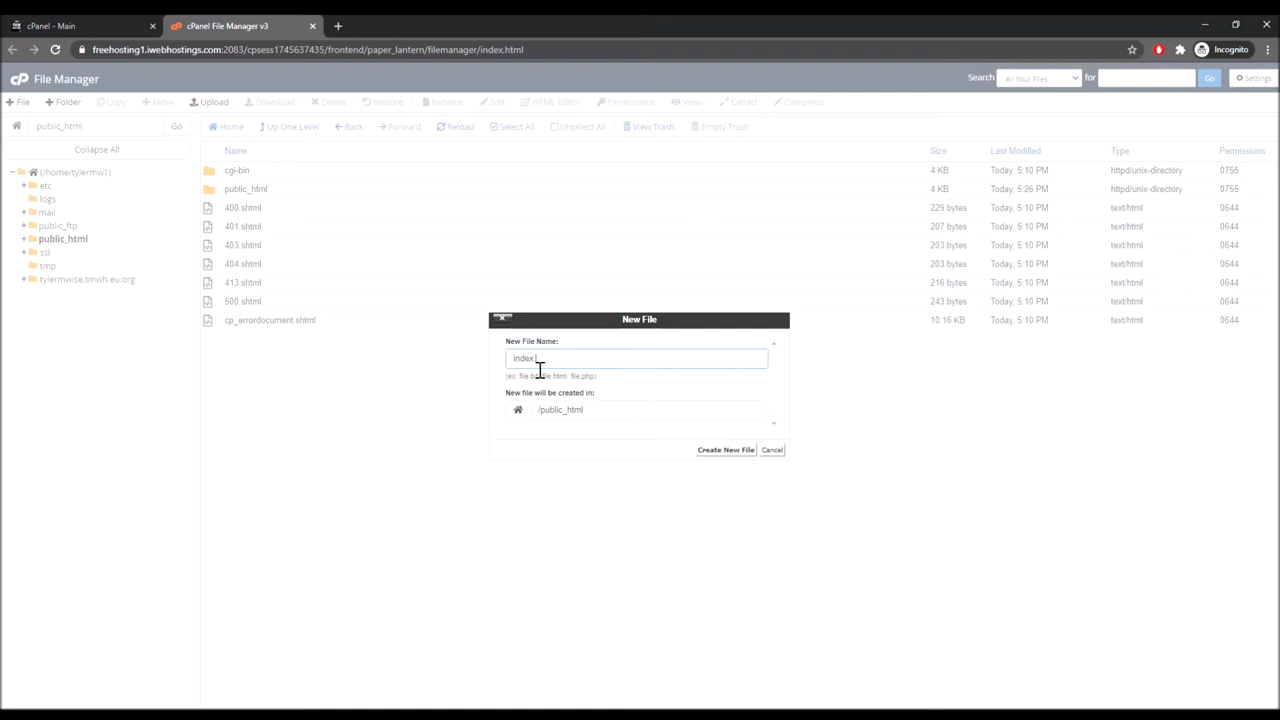 cPanel - Main
cPanel File Manager v3
freehosting1.iwebhostings.com:2083/cpsess1745637435/frontend/paper_lantern/filemanager/index.html
Incognito
cP File Manager
Search All Your Files for Go Settings
+ File + Folder Copy Move Upload Download Delete Restore Rename Edit HTML Editor Permissions View Extract Compress
public_html Go
Home Up One Level Back Forward Reload Select All Unselect All View Trash Empty Trash
Collapse All
(/home/tylermw1)
etc
logs
mail
public_ftp
public_html
ssl
tmp
tylermwise.tmwh.eu.org
Name Size Last Modified Type Permissions
cgi-bin 4 KB Today, 5:10 PM httpd/unix-directory 0755
public_html 4 KB Today, 5:26 PM httpd/unix-directory 0755
400.shtml 229 bytes Today, 5:10 PM text/html 0644
401.shtml 207 bytes Today, 5:10 PM text/html 0644
403.shtml 203 bytes Today, 5:10 PM text/html 0644
404.shtml 203 bytes Today, 5:10 PM text/html 0644
413.shtml 216 bytes Today, 5:10 PM text/html 0644
500.shtml 243 bytes Today, 5:10 PM text/html 0644
cp_errordocument.shtml 10.16 KB Today, 5:10 PM text/html 0644
New File
New File Name:
index
(ex: file.html, file.php)
New file will be created in:
/public_html
Create New File Cancel